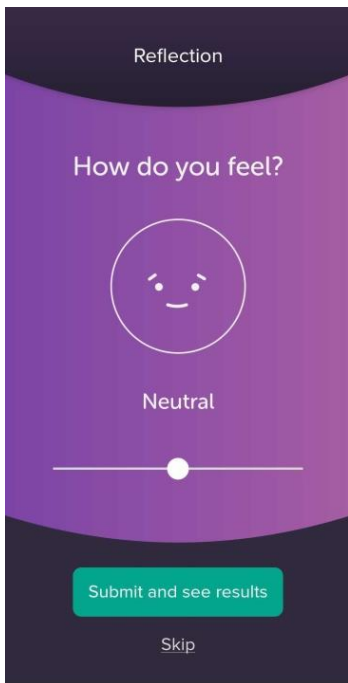 Reflection
How do you feel?
Neutral
Submit and see results
Skip